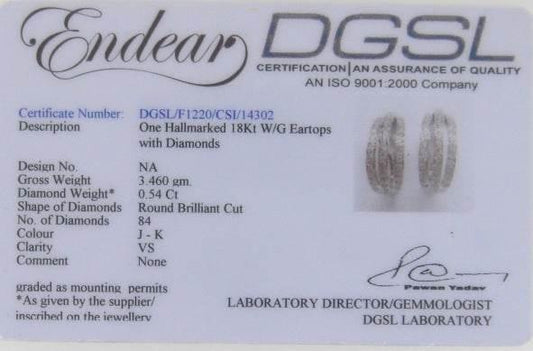 Endear DGSL
CERTIFICATION|AN ASSURANCE OF QUALITY
AN ISO 9001:2000 Company
Certificate Number: DGSL/F1220/CSI/14302
Description One Hallmarked 18Kt W/G Eartops
with Diamonds
Design No. NA
Gross Weight 3.460 gm.
Diamond Weight* 0.54 Ct
Shape of Diamonds Round Brilliant Cut
No. of Diamonds 84
Colour J - K
Clarity VS
Comment None
graded as mounting permits
*As given by the supplier/
inscribed on the jewellery
Pawan Yadav
LABORATORY DIRECTOR/GEMMOLOGIST
DGSL LABORATORY